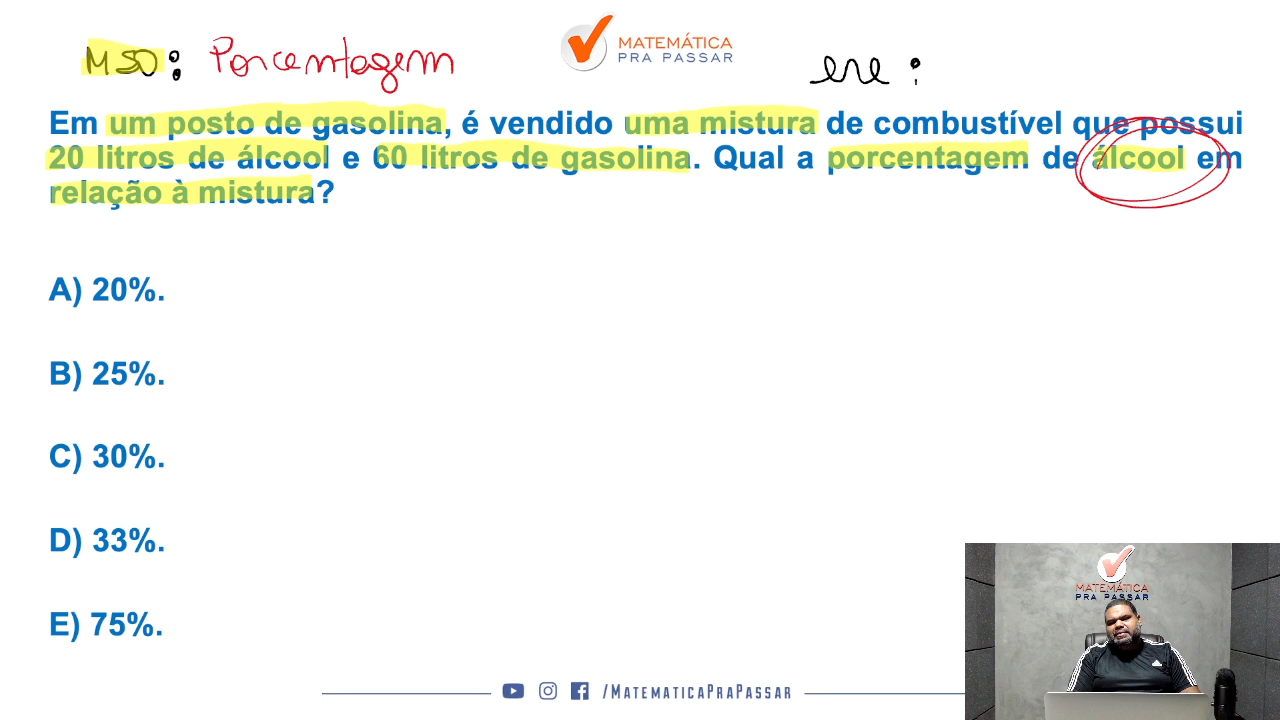 MSO: Porcentagem
MATEMÁTICA
PRA PASSAR
Em um posto de gasolina, é vendido uma mistura de combustível que possui
20 litros de álcool e 60 litros de gasolina. Qual a porcentagem de álcool em
relação à mistura?
A) 20%.
B) 25%.
C) 30%.
D) 33%.
E) 75%.
MATEMÁTICA
PRA PASSAR
/MATEMATICAPRAPASSAR